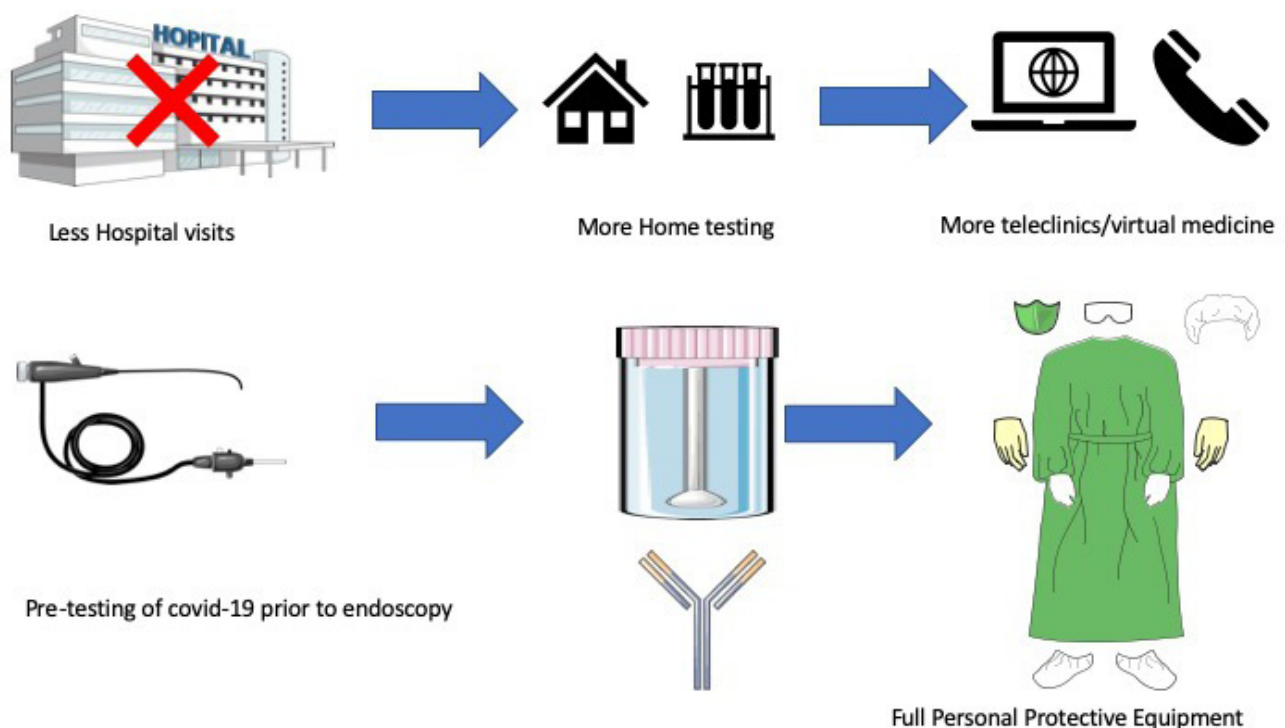 HOPITAL
Less Hospital visits
More Home testing
More teleclinics/virtual medicine
Pre-testing of covid-19 prior to endoscopy
Full Personal Protective Equipment